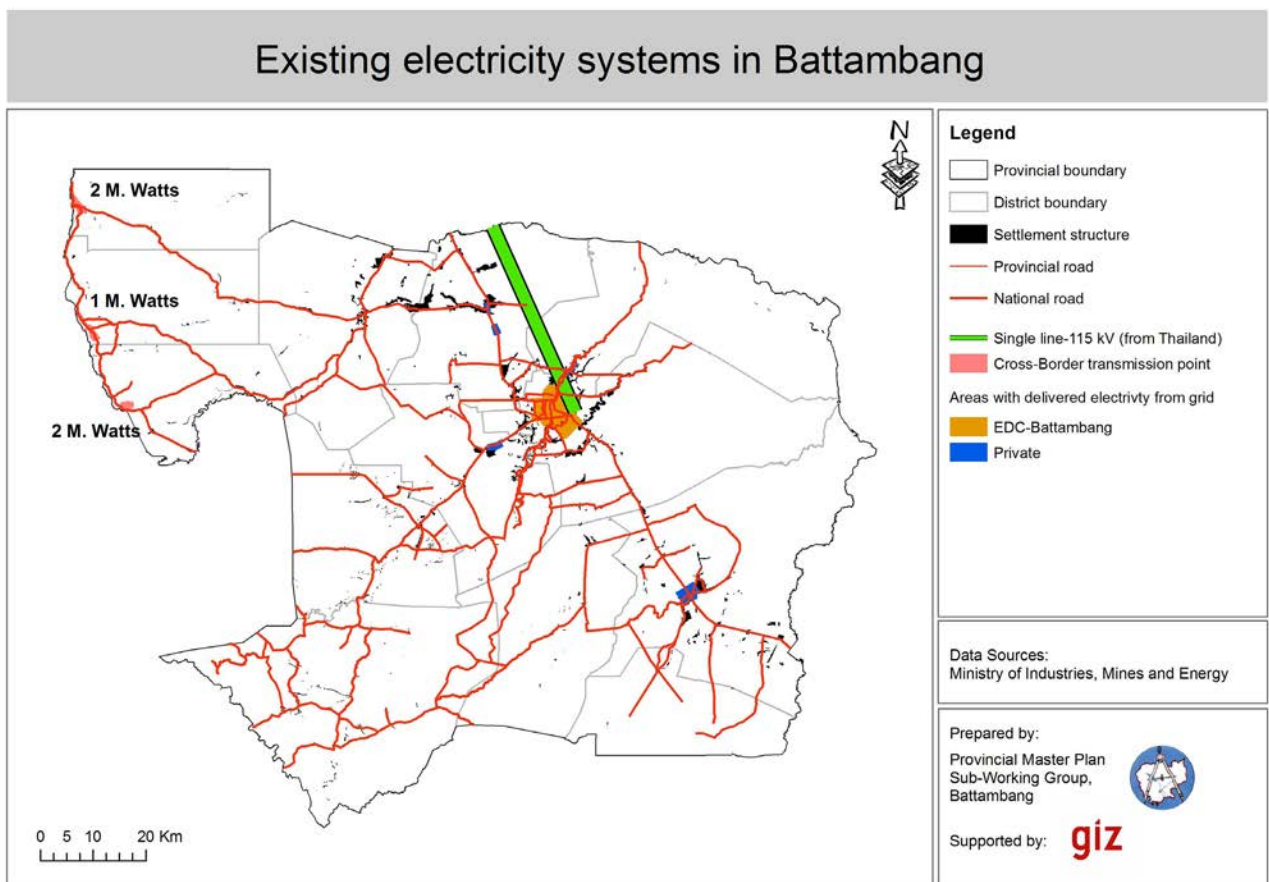 Existing electricity systems in Battambang
2 M. Watts
1 M. Watts
2 M. Watts
N
0 5 10 20 Km
Legend
Provincial boundary
District boundary
Settlement structure
Provincial road
National road
Single line-115 kV (from Thailand)
Cross-Border transmission point
Areas with delivered electrivty from grid
EDC-Battambang
Private
Data Sources:
Ministry of Industries, Mines and Energy
Prepared by:
Provincial Master Plan
Sub-Working Group,
Battambang
Supported by:
giz